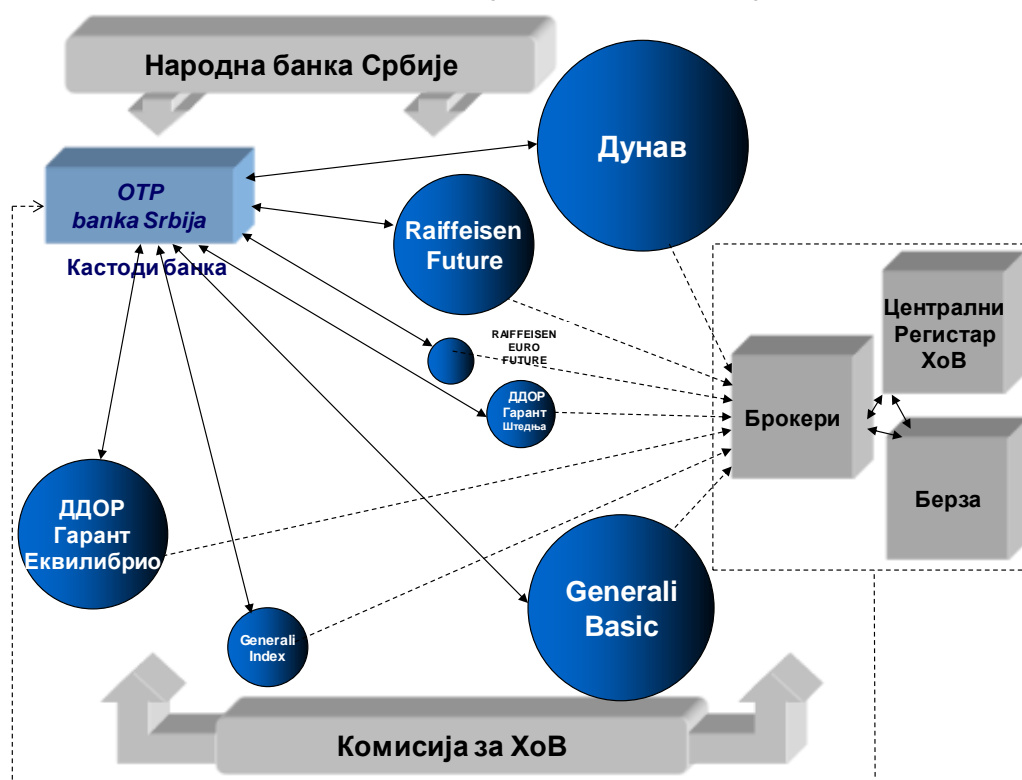 Народна банка Србије
Дунав
OTP
banka Srbija
Кастоди банка
Raiffeisen
Future
Централни
Регистар
ХоВ
RAIFFEISEN
EURO
FUTURE
ДДОР
Гарант
Штедња
Брокери
Берза
ДДОР
Гарант
Еквилибрио
Generali
Basic
Generali
Index
Комисија за ХоВ